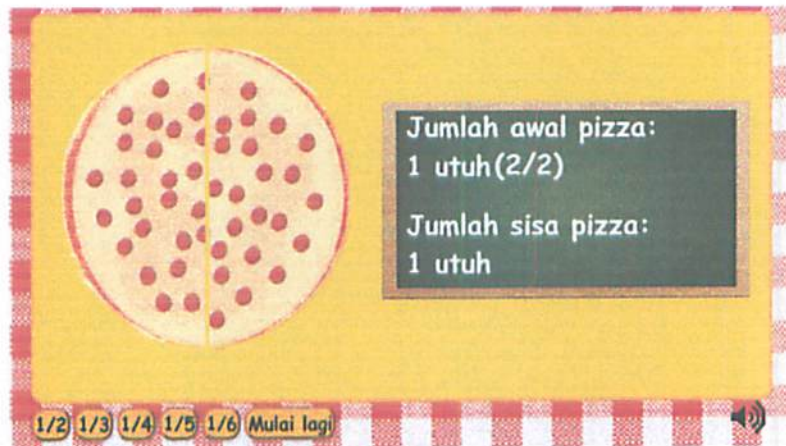 Jumlah awal pizza:
1 utuh(2/2)
Jumlah sisa pizza:
1 utuh
1/2 1/3 1/4 1/5 1/6 Mulai lagi